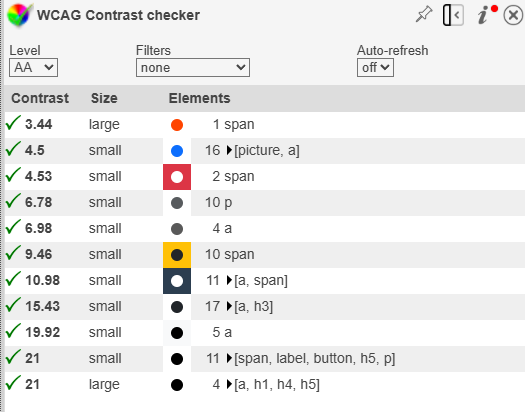 WCAG Contrast checker
Level Filters Auto-refresh
AA none off
Contrast Size Elements
3.44 large 1 span
4.5 small 16 [picture, a]
4.53 small 2 span
6.78 small 10 p
6.98 small 4 a
9.46 small 10 span
10.98 small 11 [a, span]
15.43 small 17 [a, h3]
19.92 small 5 a
21 small 11 [span, label, button, h5, p]
21 large 4 [a, h1, h4, h5]